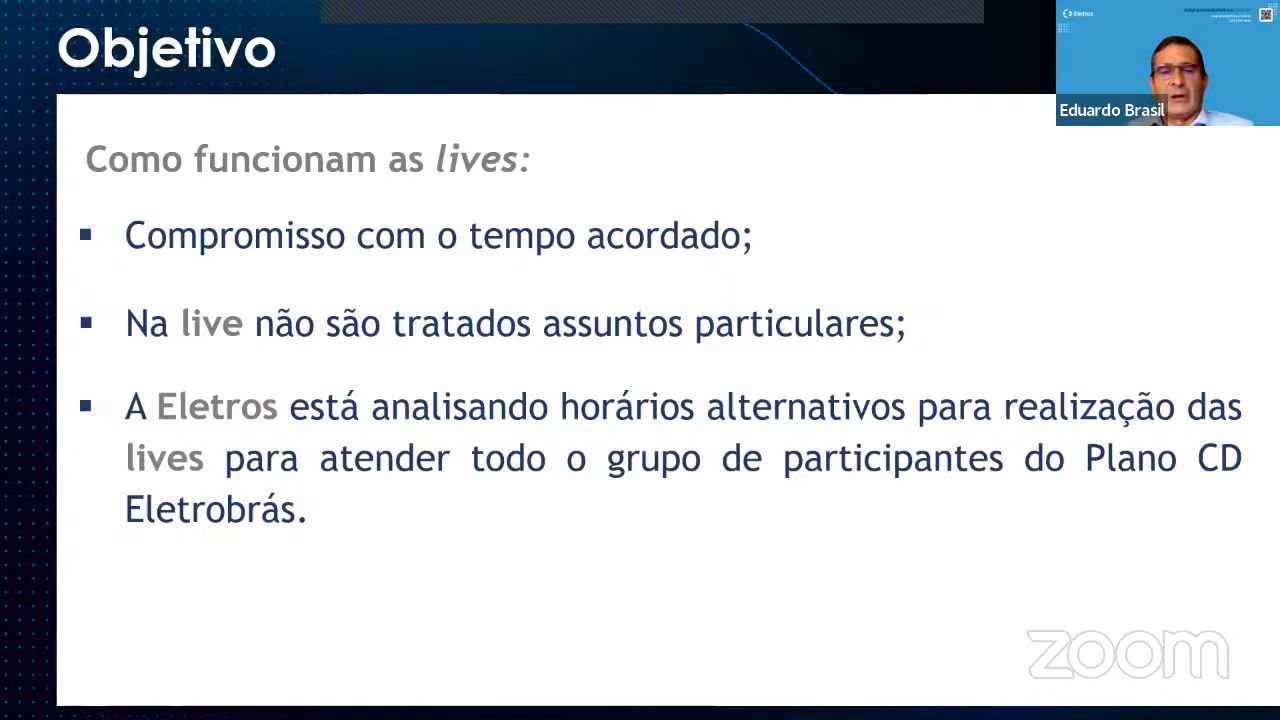 Objetivo
Eletros
Eduardo Brasil
Como funcionam as lives:
▪ Compromisso com o tempo acordado;
▪ Na live não são tratados assuntos particulares;
▪ A Eletros está analisando horários alternativos para realização das
lives para atender todo o grupo de participantes do Plano CD
Eletrobrás.
zoom